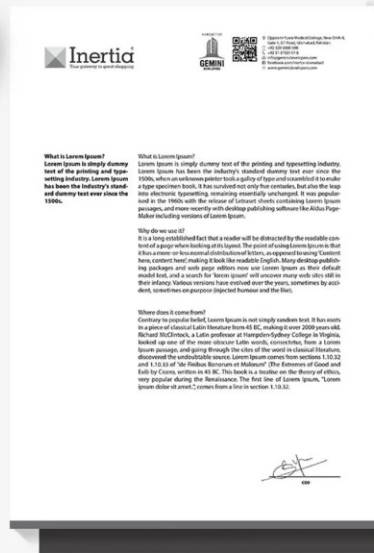 Inertia
Your gateway to great shopping
A PROJECT OF
GEMINI
DEVELOPERS
What is Lorem Ipsum?
Lorem Ipsum is simply dummy
text of the printing and type-
setting industry. Lorem Ipsum
has been the industry's stand-
ard dummy text ever since the
1500s.
What is Lorem Ipsum?
Lorem Ipsum is simply dummy text of the printing and typesetting industry.
Lorem Ipsum has been the industry's standard dummy text ever since the
1500s, when an unknown printer took a galley of type and scrambled it to make
a type specimen book. It has survived not only five centuries, but also the leap
into electronic typesetting, remaining essentially unchanged. It was popular-
ised in the 1960s with the release of Letraset sheets containing Lorem Ipsum
passages, and more recently with desktop publishing software like Aldus Page-
Maker including versions of Lorem Ipsum.
Why do we use it?
It is a long established fact that a reader will be distracted by the readable con-
tent of a page when looking at its layout. The point of using Lorem Ipsum is that
it has a more-or-less normal distribution of letters, as opposed to using 'Content
here, content here', making it look like readable English. Many desktop publish-
ing packages and web page editors now use Lorem Ipsum as their default
model text, and a search for 'lorem ipsum' will uncover many web sites still in
their infancy. Various versions have evolved over the years, sometimes by acci-
dent, sometimes on purpose (injected humour and the like).
Where does it come from?
Contrary to popular belief, Lorem Ipsum is not simply random text. It has roots
in a piece of classical Latin literature from 45 BC, making it over 2000 years old.
Richard McClintock, a Latin professor at Hampden-Sydney College in Virginia,
looked up one of the more obscure Latin words, consectetur, from a Lorem
Ipsum passage, and going through the cites of the word in classical literature,
discovered the undoubtable source. Lorem Ipsum comes from sections 1.10.32
and 1.10.33 of "de Finibus Bonorum et Malorum" (The Extremes of Good and
Evil) by Cicero, written in 45 BC. This book is a treatise on the theory of ethics,
very popular during the Renaissance. The first line of Lorem Ipsum, "Lorem
ipsum dolor sit amet.", comes from a line in section 1.10.32.
CEO